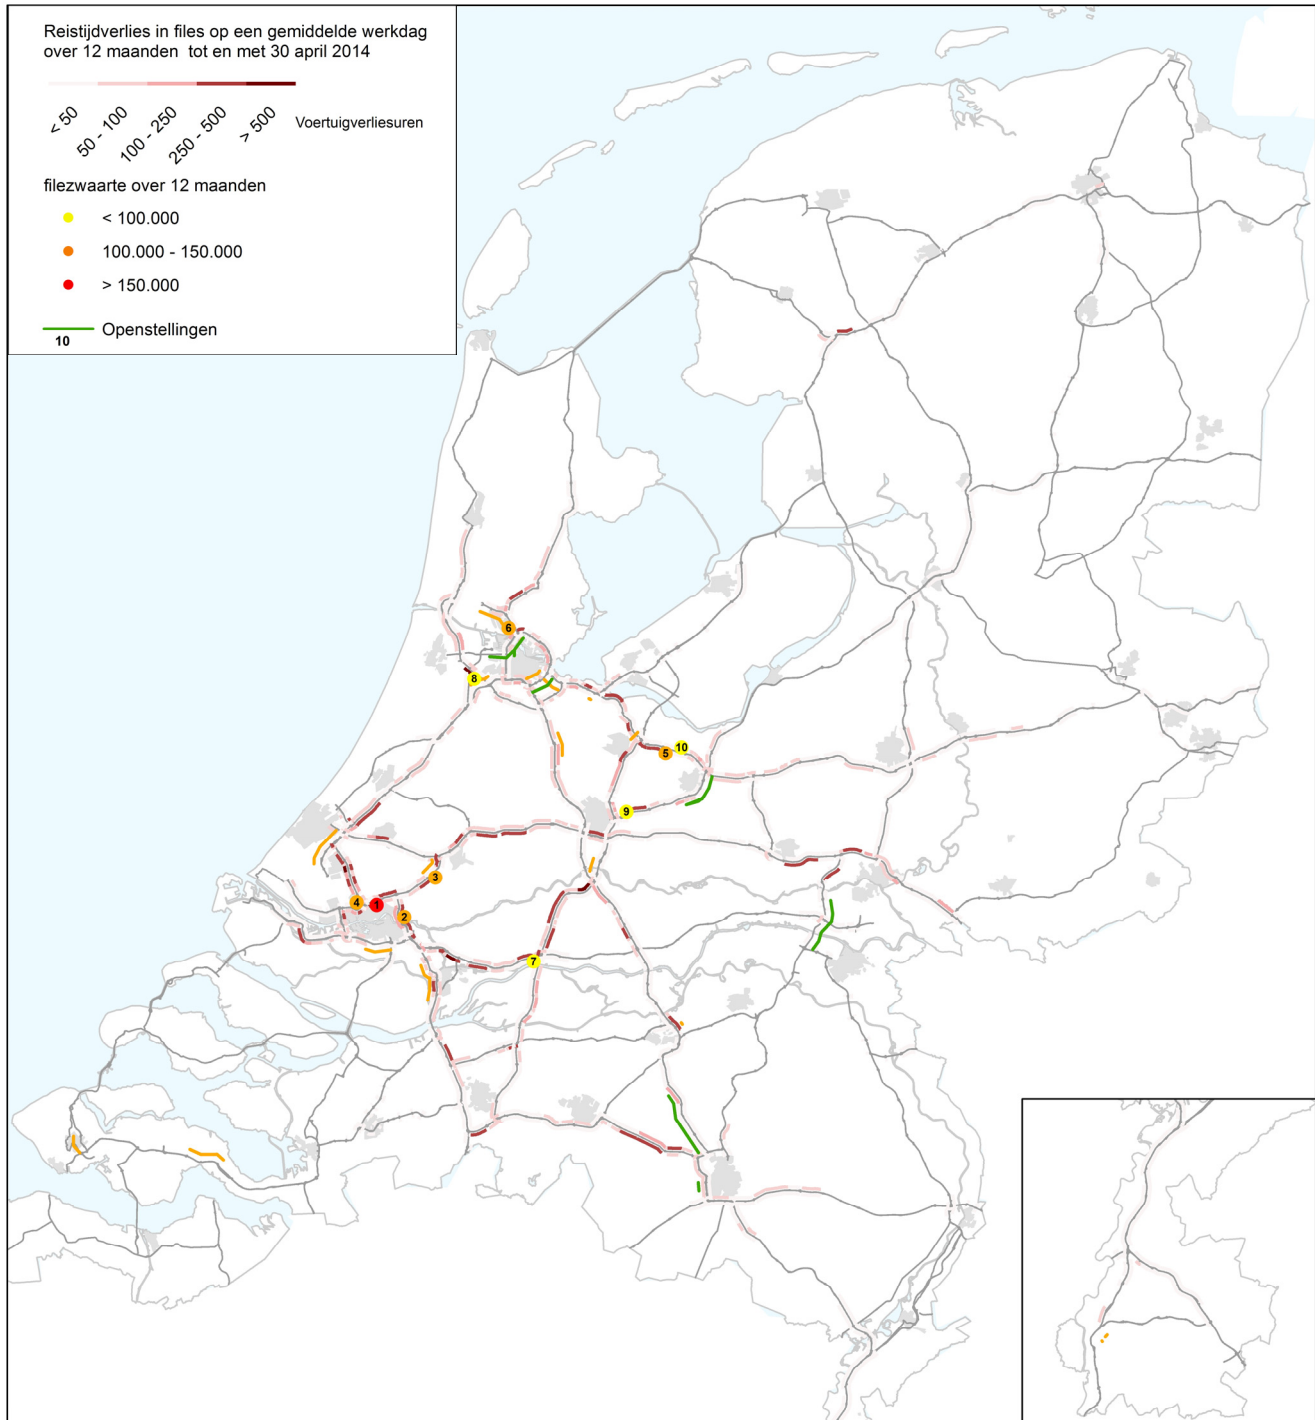 Reistijdverlies in files op een gemiddelde werkdag
over 12 maanden tot en met 30 april 2014
< 50
50 - 100
100 - 250
250 - 500
> 500
Voertuigverliesuren
filezwaarte over 12 maanden
< 100.000
100.000 - 150.000
> 150.000
Openstellingen
10
6
8
10
5
9
3
4
1
2
7